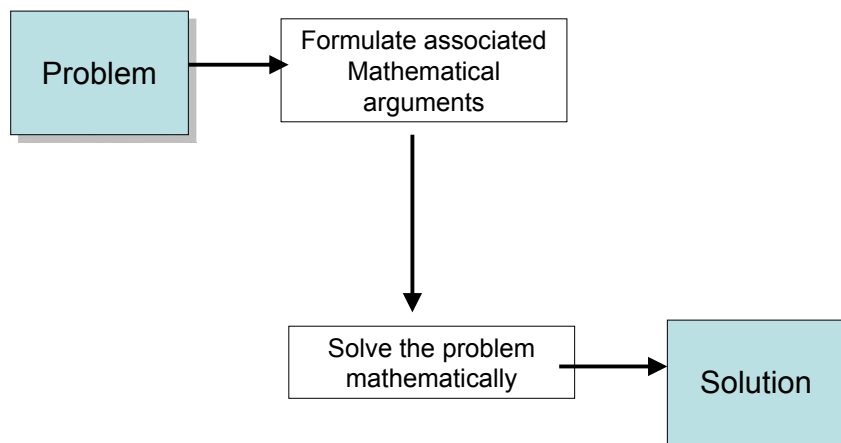 Problem
Formulate associated
Mathematical
arguments
Solve the problem
mathematically
Solution